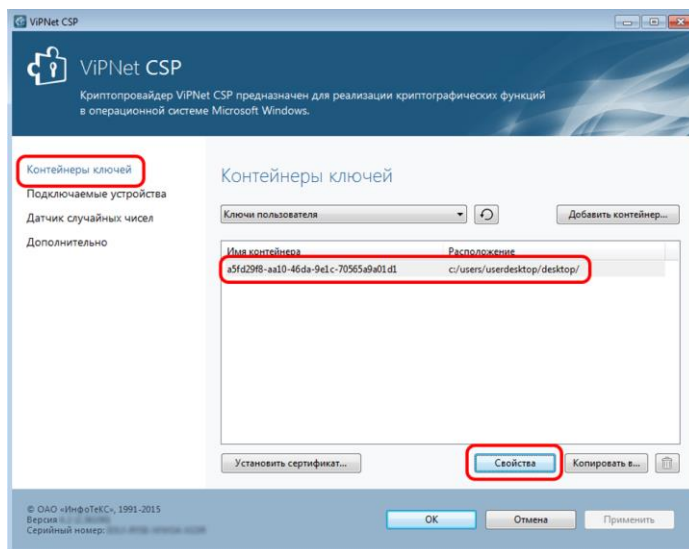 ViPNet CSP
ViPNet CSP
Криптопровайдер ViPNet CSP предназначен для реализации криптографических функций
в операционной системе Microsoft Windows.
Контейнеры ключей
Подключаемые устройства
Датчик случайных чисел
Дополнительно
Контейнеры ключей
Ключи пользователя
Добавить контейнер...
Имя контейнера Расположение
a5fd29f8-aa10-46da-9e1c-70565a9a01d1 c:/users/userdesktop/desktop/
Установить сертификат...
Свойства
Копировать в...
© ОАО «ИнфоТеКС», 1991-2015
Версия
Серийный номер:
OK
Отмена
Применить